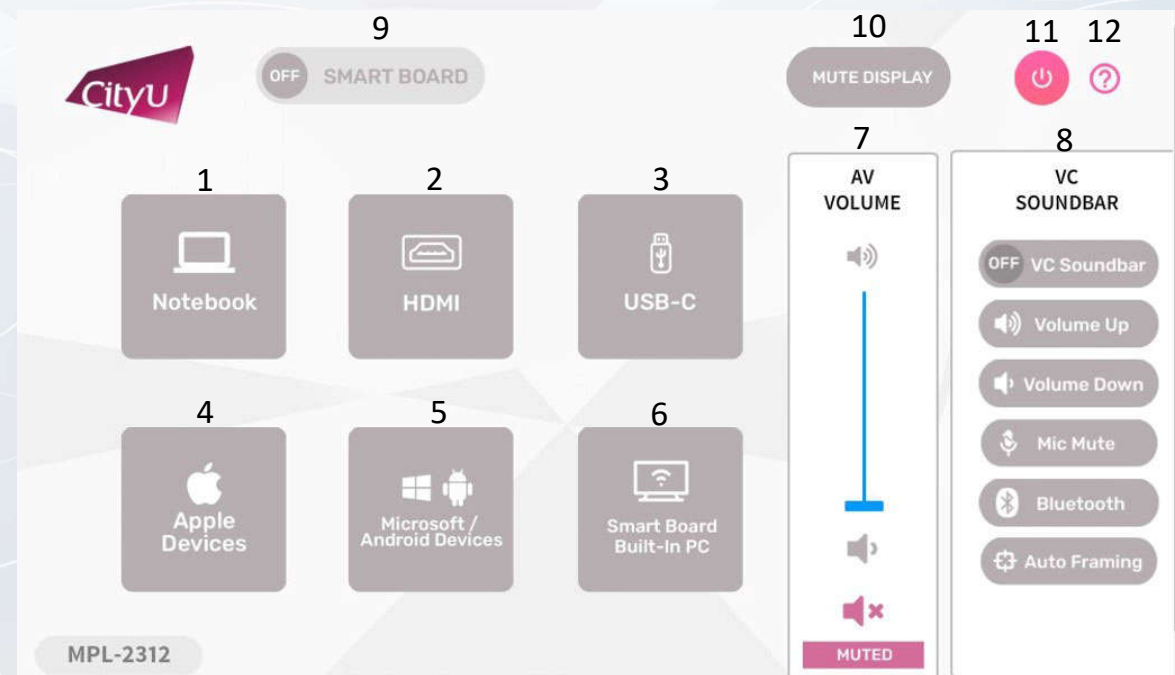 9
10
11
12
CityU
OFF SMART BOARD
MUTE DISPLAY
1
2
3
7
8
Notebook
HDMI
USB-C
AV
VOLUME
VC
SOUNDBAR
OFF VC Soundbar
Volume Up
Volume Down
Mic Mute
Bluetooth
Auto Framing
4
5
6
Apple
Devices
Microsoft /
Android Devices
Smart Board
Built-In PC
MUTED
MPL-2312